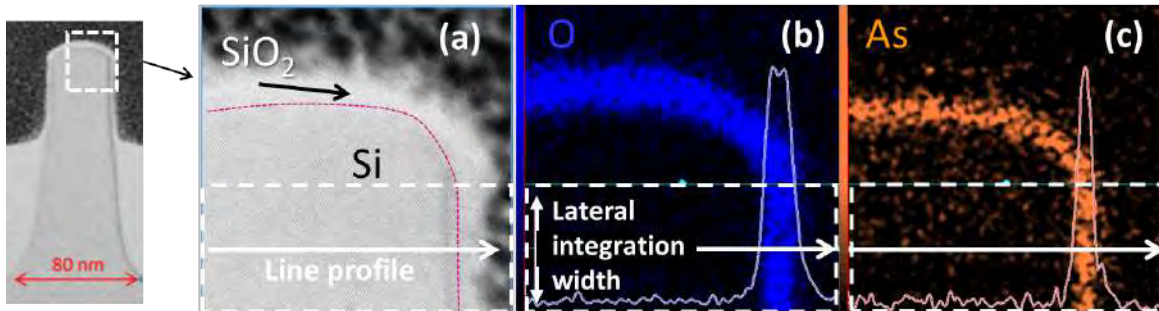 80 nm
(a)
SiO₂
Si
Line profile
O
(b)
Lateral
integration
width
As
(c)